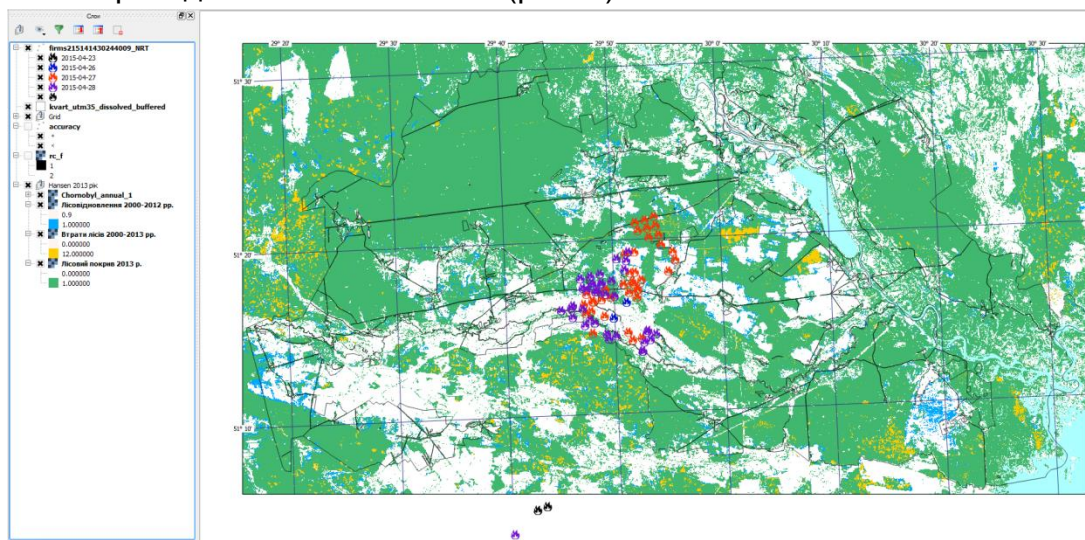 Слои
firms215141430244009_NRT
2015-04-23
2015-04-26
2015-04-27
2015-04-28
kvart_utm35_dissolved_buffered
Grid
accuracy
rc_f
1
2
Hansen 2013 рік
Chornobyl_annual_1
Лісовідновлення 2000-2012 рр.
0.9
1.000000
Втрати лісів 2000-2013 рр.
0.000000
12.000000
Лісовий покрив 2013 р.
0.000000
1.000000
29° 20' 29° 30' 29° 40' 29° 50' 30° 0' 30° 10' 30° 20' 30° 30'
51° 30'
51° 20'
51° 10'